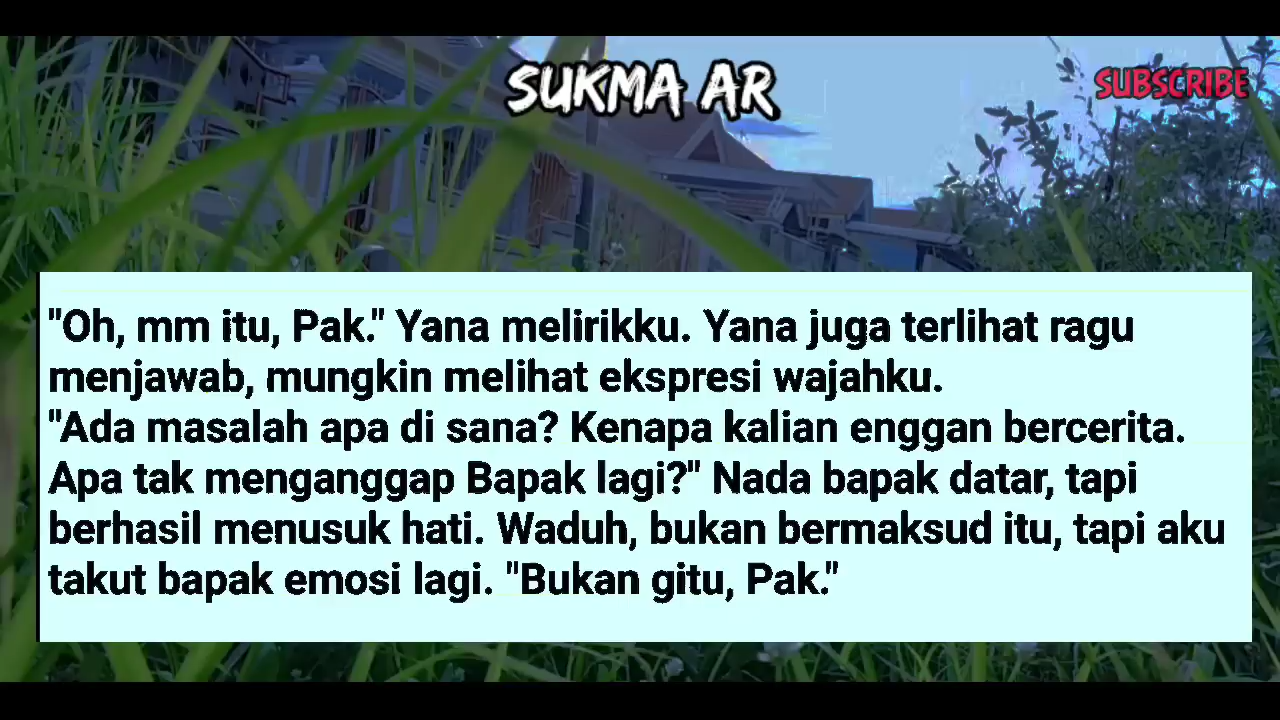 SUKMA AR
SUBSCRIBE
"Oh, mm itu, Pak." Yana melirikku. Yana juga terlihat ragu
menjawab, mungkin melihat ekspresi wajahku.
"Ada masalah apa di sana? Kenapa kalian enggan bercerita.
Apa tak menganggap Bapak lagi?" Nada bapak datar, tapi
berhasil menusuk hati. Waduh, bukan bermaksud itu, tapi aku
takut bapak emosi lagi. "Bukan gitu, Pak."